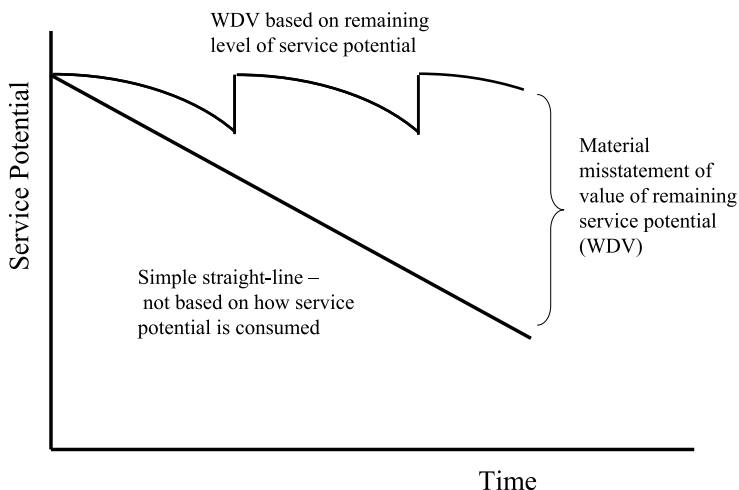 WDV based on remaining
level of service potential
Service Potential
Material
misstatement of
value of remaining
service potential
(WDV)
Simple straight-line –
not based on how service
potential is consumed
Time